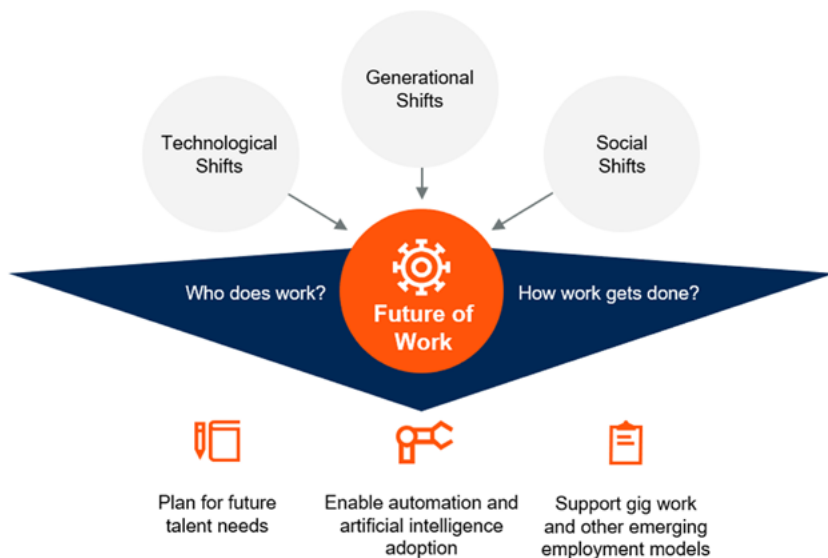 Generational
Shifts
Technological
Shifts
Social
Shifts
Who does work?
Future of
Work
How work gets done?
Plan for future
talent needs
Enable automation and
artificial intelligence
adoption
Support gig work
and other emerging
employment models